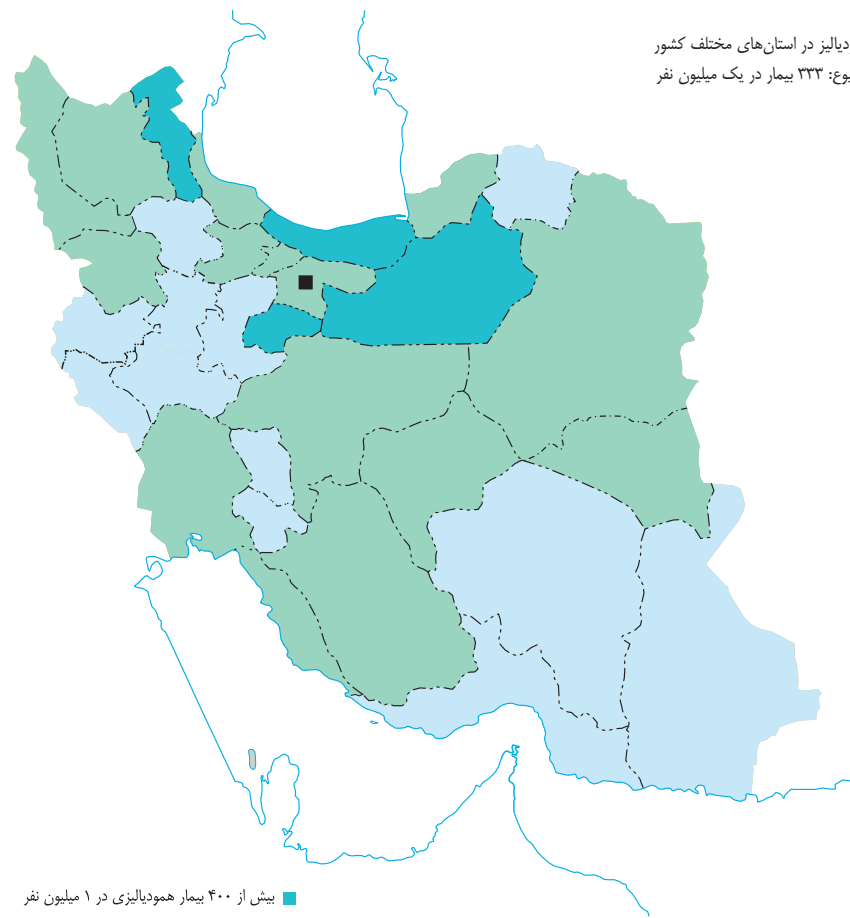 دیالیز در استان‌های مختلف کشور
۳۳۳ بیمار در یک میلیون نفر
بیش از ۴۰۰ بیمار همودیالیزی در ۱ میلیون نفر